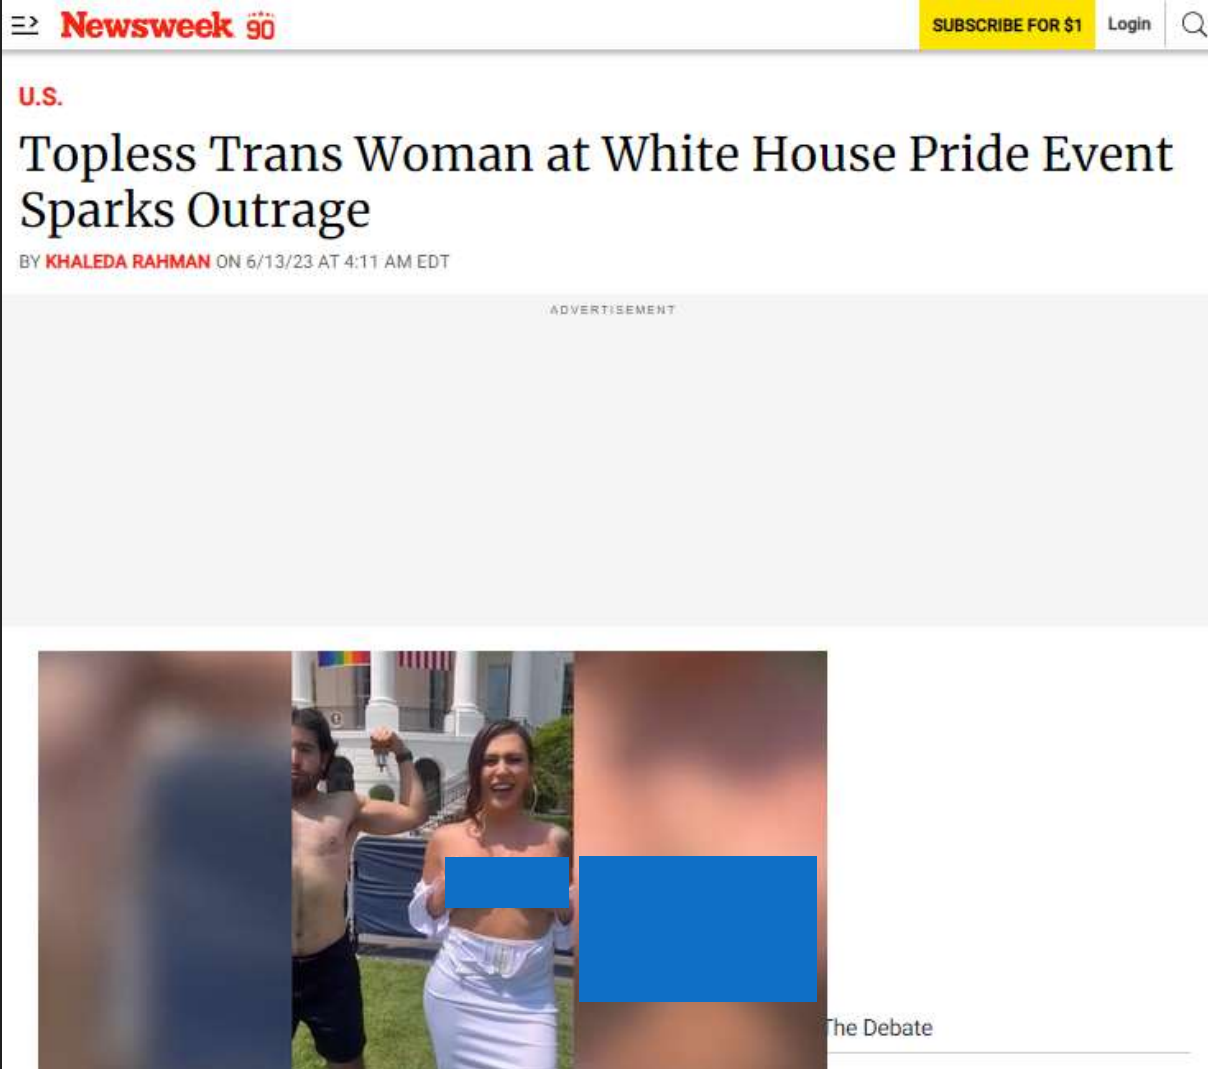 Newsweek 90
SUBSCRIBE FOR $1
Login
U.S.
Topless Trans Woman at White House Pride Event
Sparks Outrage
BY KHALEDA RAHMAN ON 6/13/23 AT 4:11 AM EDT
ADVERTISEMENT
The Debate